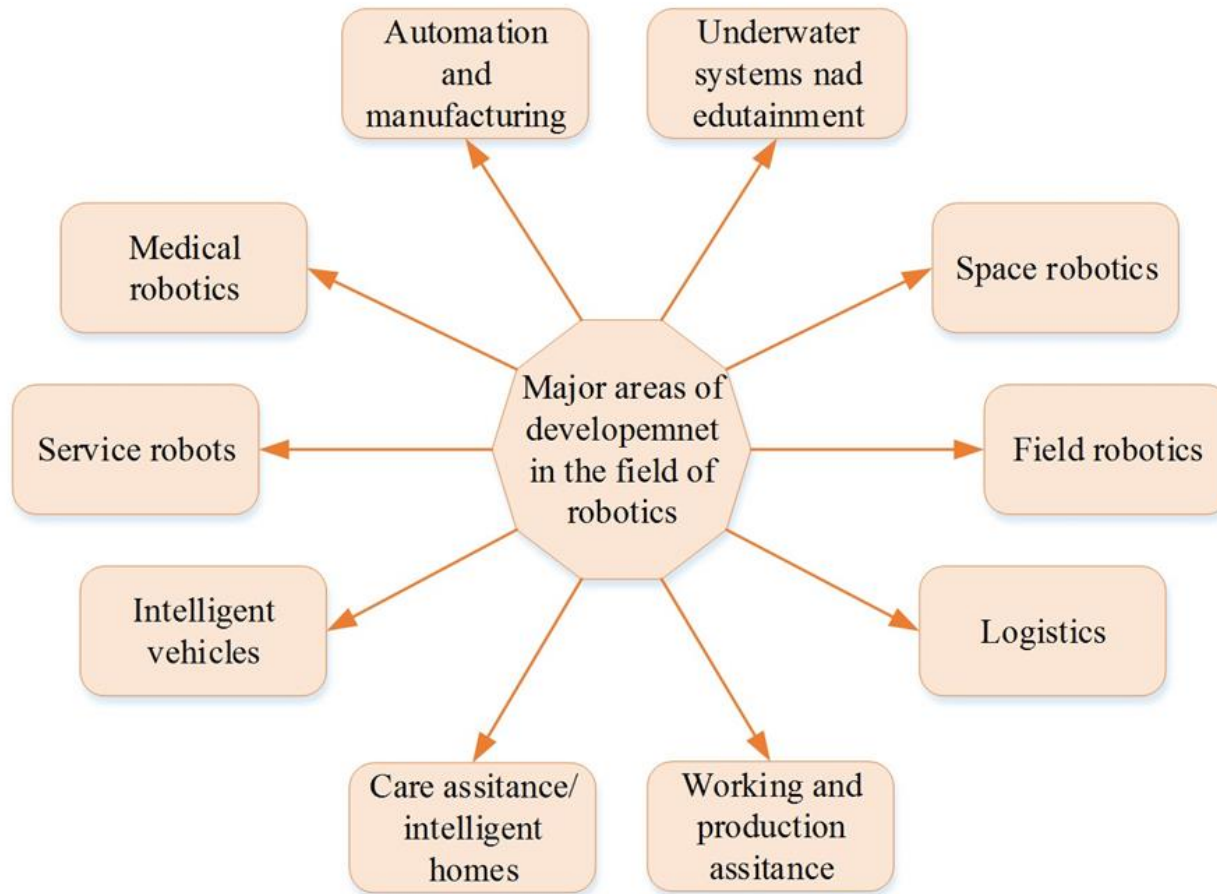 Automation
and
manufacturing
Underwater
systems nad
edutainment
Medical
robotics
Space robotics
Major areas of
developemnet
in the field of
robotics
Service robots
Field robotics
Intelligent
vehicles
Logistics
Care assitance/
intelligent
homes
Working and
production
assitance